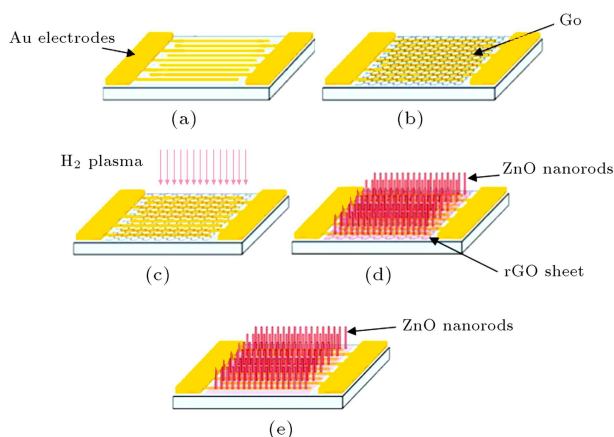 Au electrodes
Go
(a)
(b)
H₂ plasma
ZnO nanorods
(c)
(d)
rGO sheet
ZnO nanorods
(e)